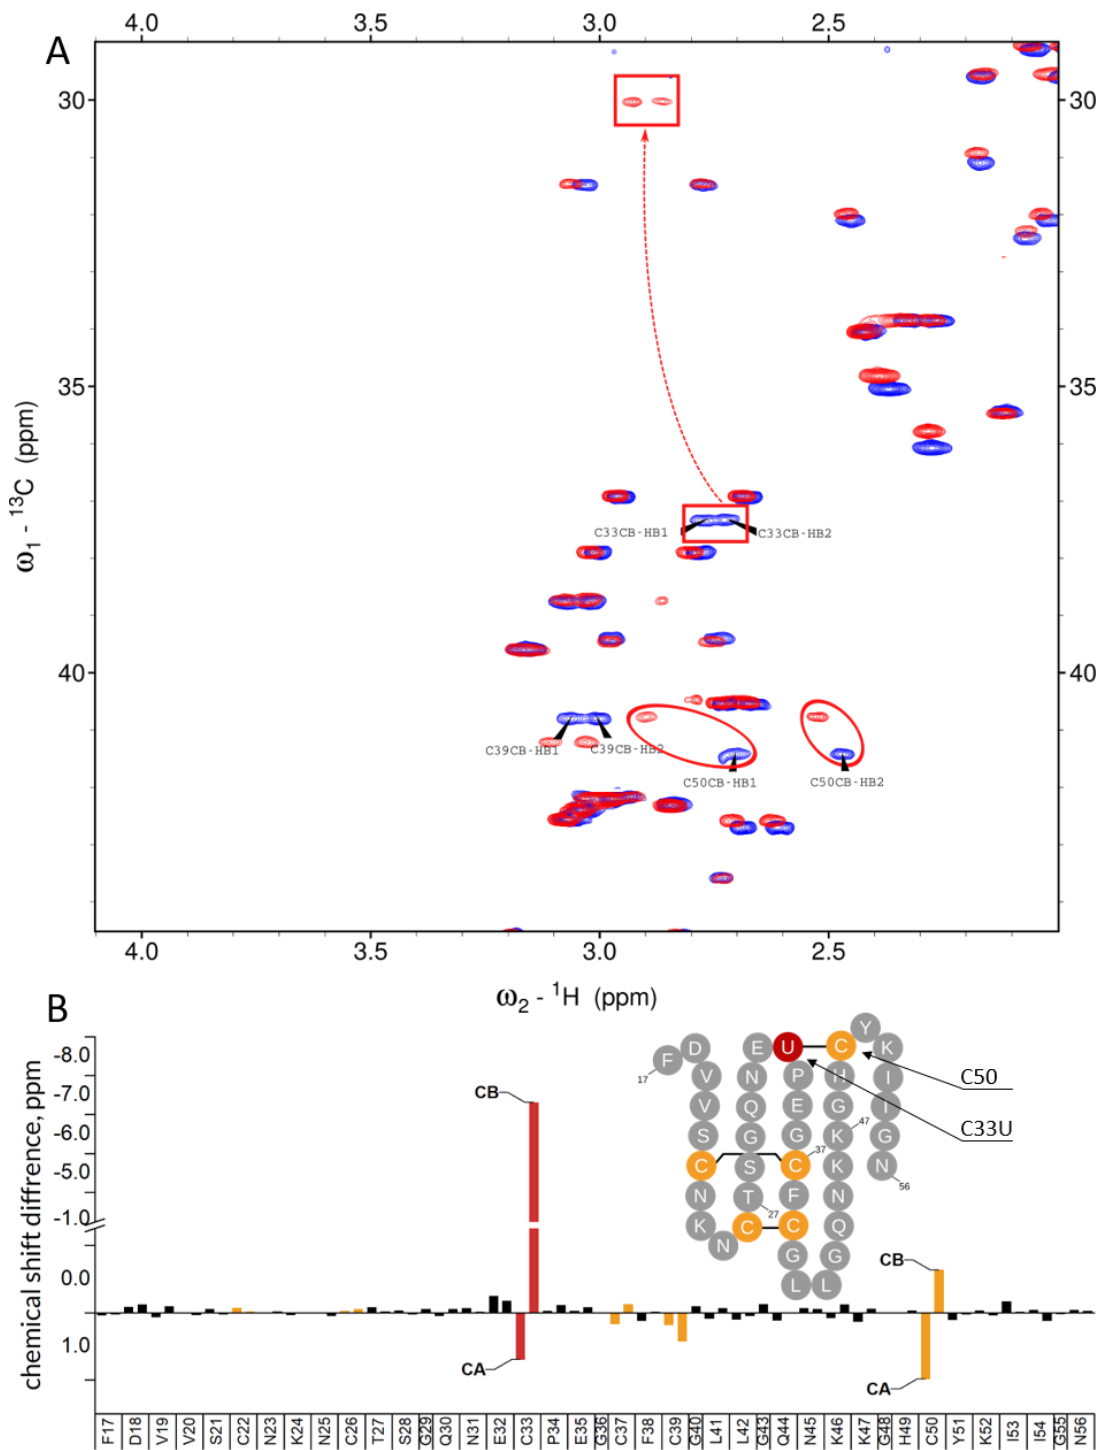 A
4.0 3.5 3.0 2.5
30 30
35 35
40 40
C33CB-HB1 C33CB-HB2
C39CB-HB1 C39CB-HB2
C50CB-HB1 C50CB-HB2
ω1 - 13C (ppm)
4.0 3.5 3.0 2.5
ω2 - 1H (ppm)
B
chemical shift diffrence, ppm
-8.0
-7.0
-6.0
-5.0
-1.0
0.0
1.0
CB
CA
CB
CA
F D V V S C N K N C T S G Q N E U P E G C F C G L L G Q N K K G H C Y K I I G N
17
27
37
47
56
C50
C33U
F17 D18 V19 V20 S21 C22 N23 K24 N25 C26 T27 S28 G29 Q30 N31 E32 C33 P34 E35 G36 C37 F38 C39 G40 L41 L42 G43 Q44 N45 K46 K47 G48 H49 C50 Y51 K52 I53 I54 G55 N56